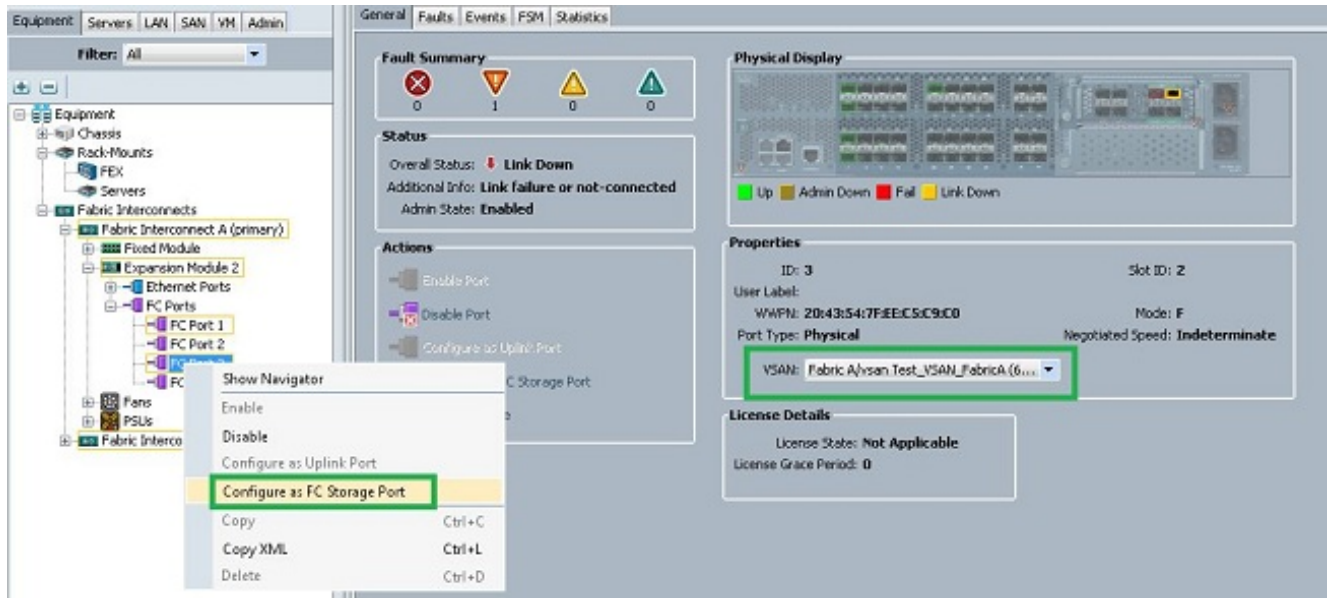 Equipment Servers LAN SAN VM Admin
Filter: All
Equipment
Chassis
Rack-Mounts
FEX
Servers
Fabric Interconnects
Fabric Interconnect A (primary)
Fixed Module
Expansion Module 2
Ethernet Ports
FC Ports
FC Port 1
FC Port 2
FC
Fans
PSUs
Fabric Interco
Show Navigator
Enable
Disable
Configure as Uplink Port
Configure as FC Storage Port
Copy Ctrl+C
Copy XML Ctrl+L
Delete Ctrl+D
General Faults Events FSM Statistics
Fault Summary
0 1 0 0
Status
Overall Status: Link Down
Additional Info: Link failure or not-connected
Admin State: Enabled
Actions
Enable Port
Disable Port
Configure as Uplink Port
C Storage Port
Physical Display
Up Admin Down Fail Link Down
Properties
ID: 3 Slot ID: 2
User Label:
WWPN: 20:43:54:7F:EE:C5:C9:C0 Mode: F
Port Type: Physical Negotiated Speed: Indeterminate
VSAN: Fabric A/vsan Test_VSAN_FabricA (6...
License Details
License State: Not Applicable
License Grace Period: 0